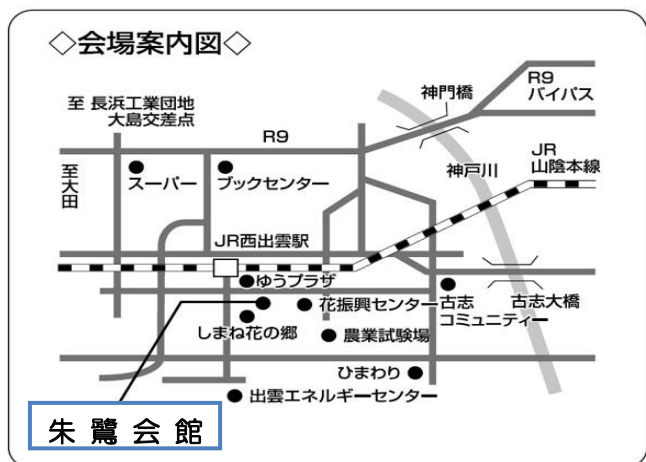 ◇会場案内図◇
R9
バイパス
神門橋
至 長浜工業団地
大島交差点
R9
JR
山陰本線
神戸川
至大田
スーパー
ブックセンター
JR西出雲駅
ゆうプラザ
花振興センター
古志
コミュニティー
古志大橋
しまね花の郷
農業試験場
ひまわり
出雲エネルギーセンター
朱鷺会館